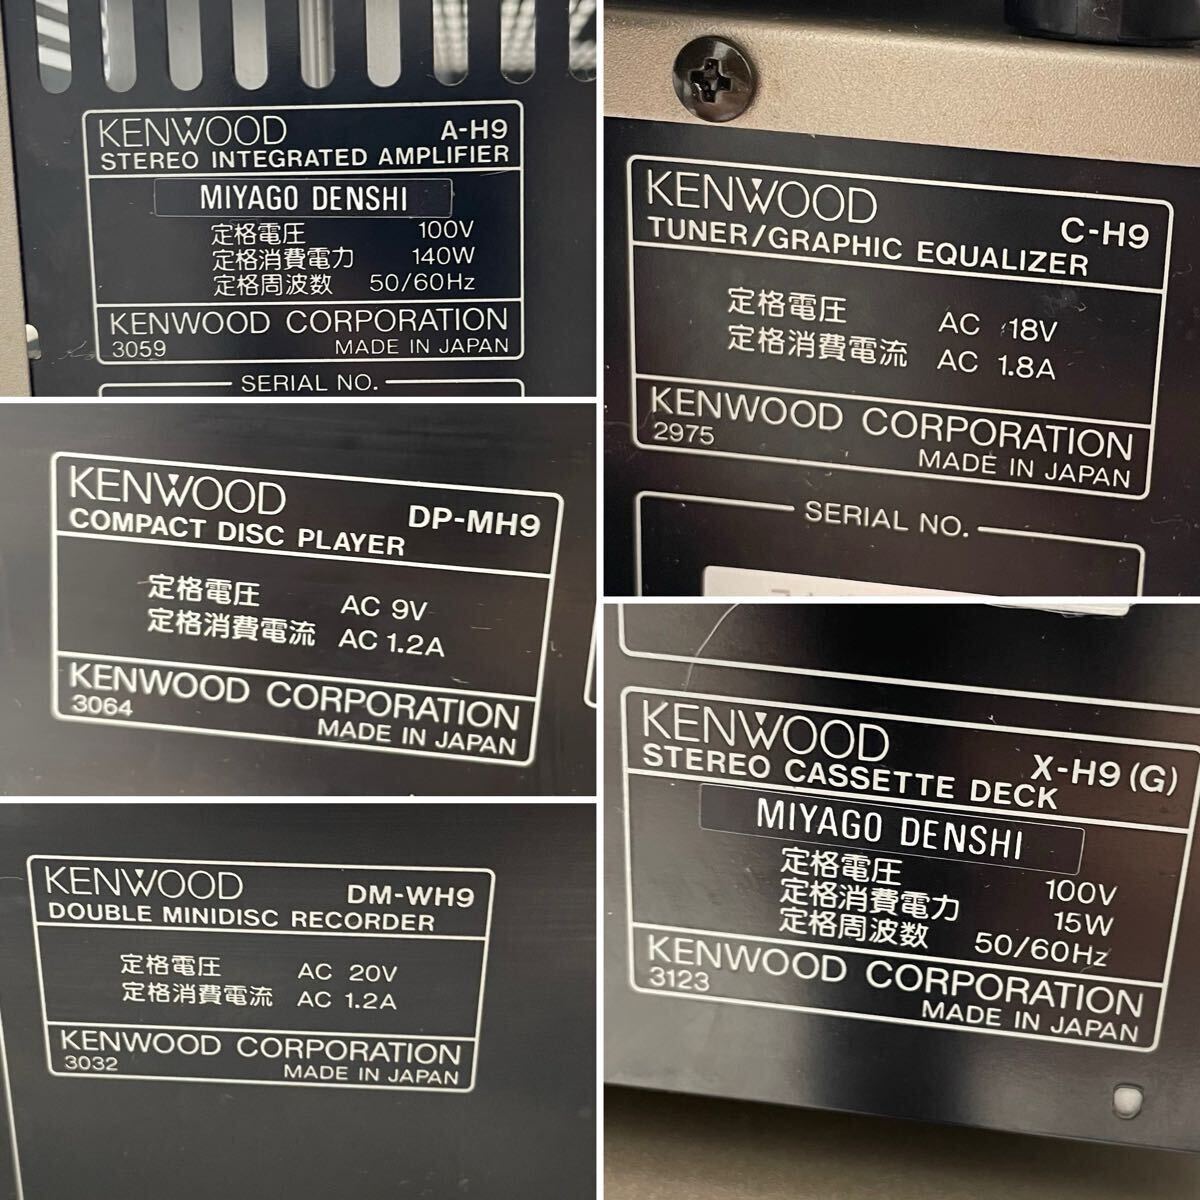 KENWOOD A-H9
STEREO INTEGRATED AMPLIFIER
MIYAGO DENSHI
定格電圧 100V
定格消費電力 140W
定格周波数 50/60Hz
KENWOOD CORPORATION
3059 MADE IN JAPAN
SERIAL NO.
KENWOOD C-H9
TUNER/GRAPHIC EQUALIZER
定格電圧 AC 18V
定格消費電流 AC 1.8A
KENWOOD CORPORATION
2975 MADE IN JAPAN
SERIAL NO.
KENWOOD DP-MH9
COMPACT DISC PLAYER
定格電圧 AC 9V
定格消費電流 AC 1.2A
KENWOOD CORPORATION
3064 MADE IN JAPAN
KENWOOD X-H9 (G)
STEREO CASSETTE DECK
MIYAGO DENSHI
定格電圧 100V
定格消費電力 15W
定格周波数 50/60Hz
KENWOOD CORPORATION
3123 MADE IN JAPAN
KENWOOD DM-WH9
DOUBLE MINIDISC RECORDER
定格電圧 AC 20V
定格消費電流 AC 1.2A
KENWOOD CORPORATION
3032 MADE IN JAPAN